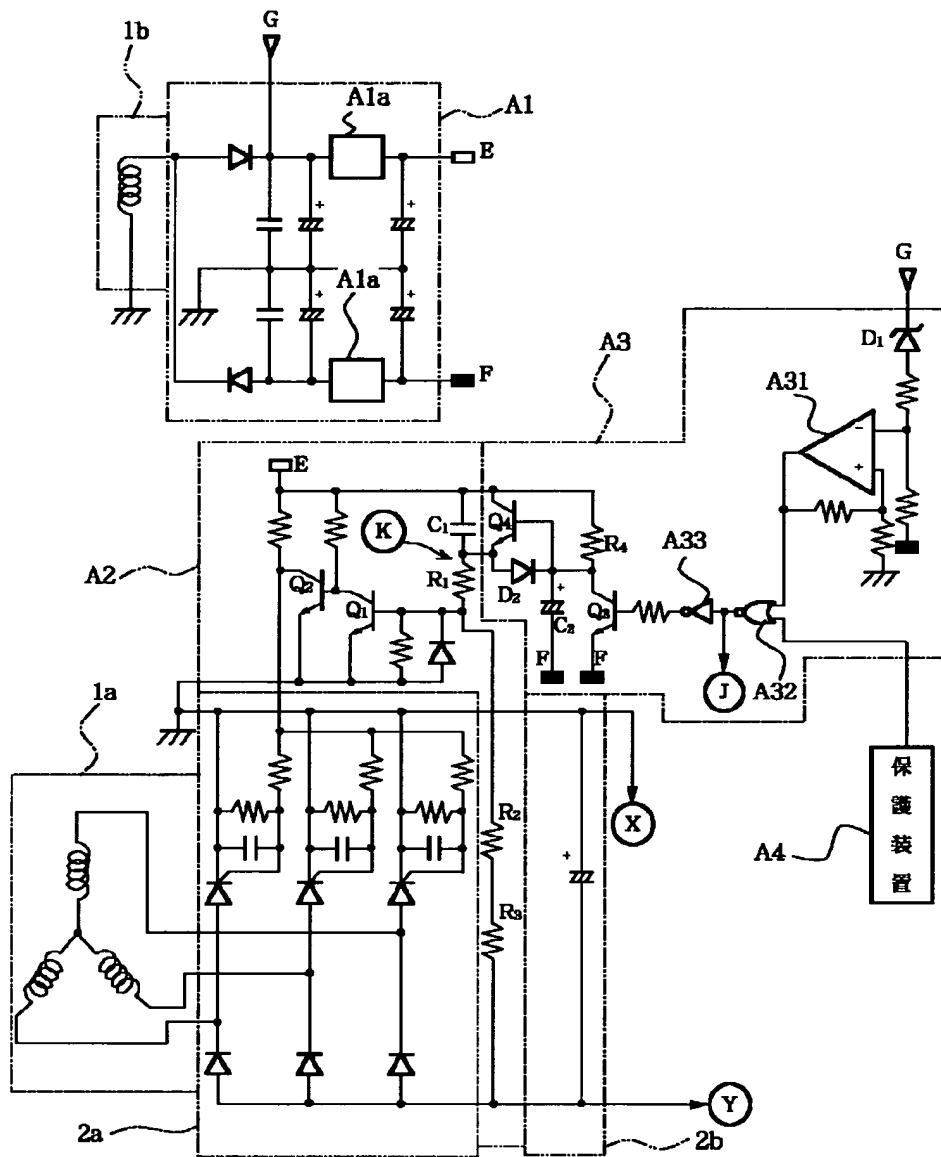 G
1b
A1a
A1
E
+
+
A1a
+
+
F
G
D1
A3
A31
-
+
E
K
C1
Q4
R4
A33
A2
Q2
Q1
R1
D2
+
C2
Q3
F
F
J
A32
1a
R2
X
保護装置
A4
+
R3
Y
2a
2b